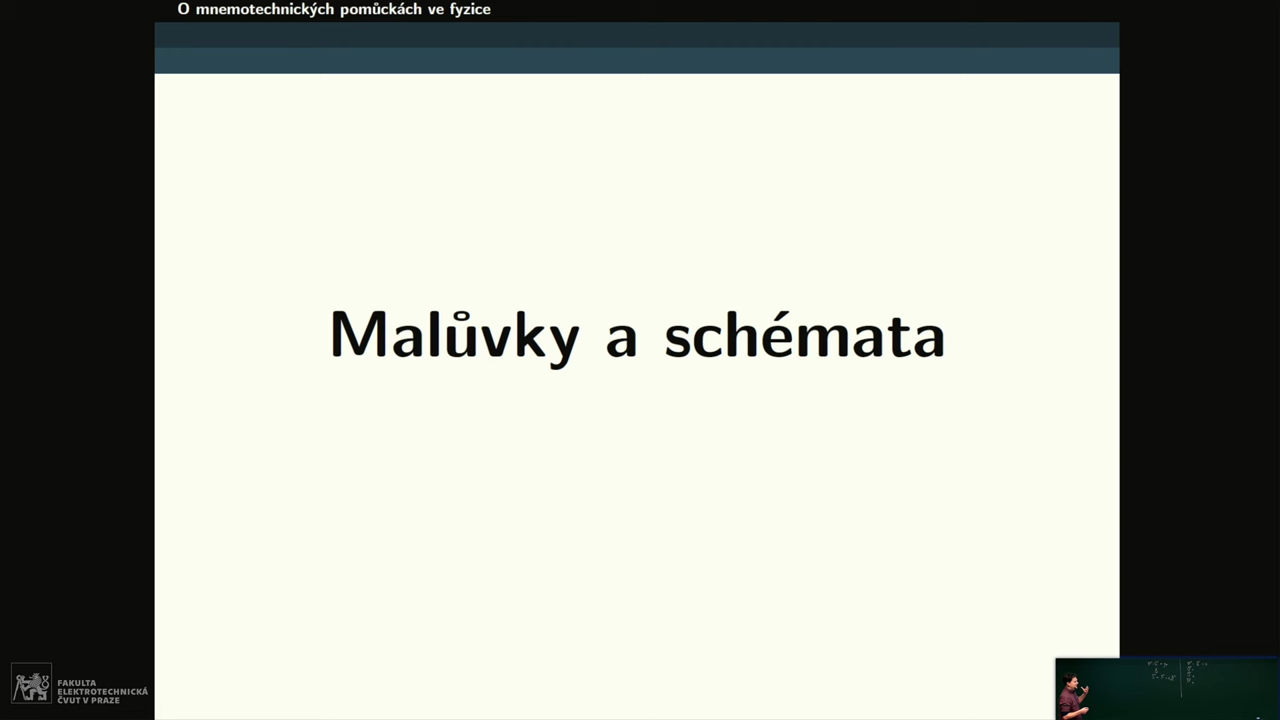 O mnemotechnických pomůckách ve fyzice
Malůvky a schémata
FAKULTA
ELEKTROTECHNICKÁ
ČVUT V PRAZE